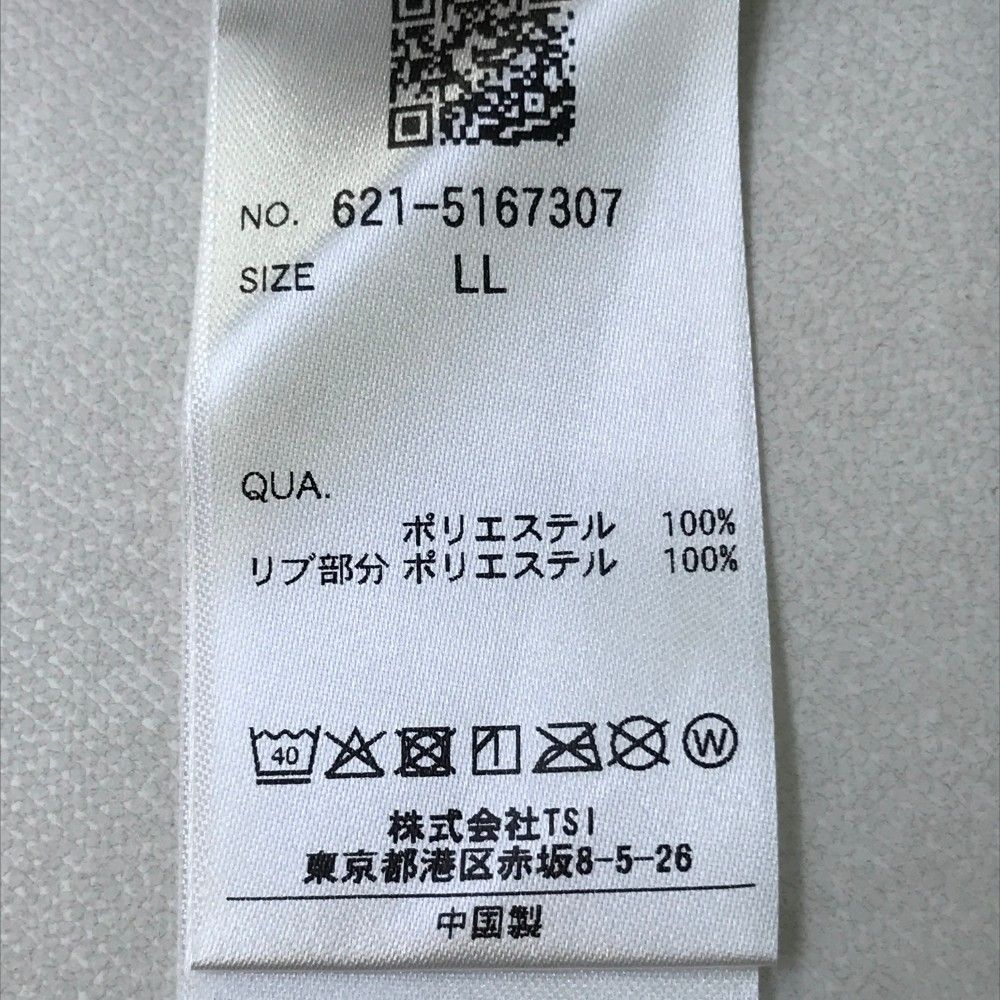 NO. 621-5167307
SIZE LL
QUA.
ポリエステル 100%
リブ部分 ポリエステル 100%
40
W
株式会社TSI
東京都港区赤坂8-5-26
中国製